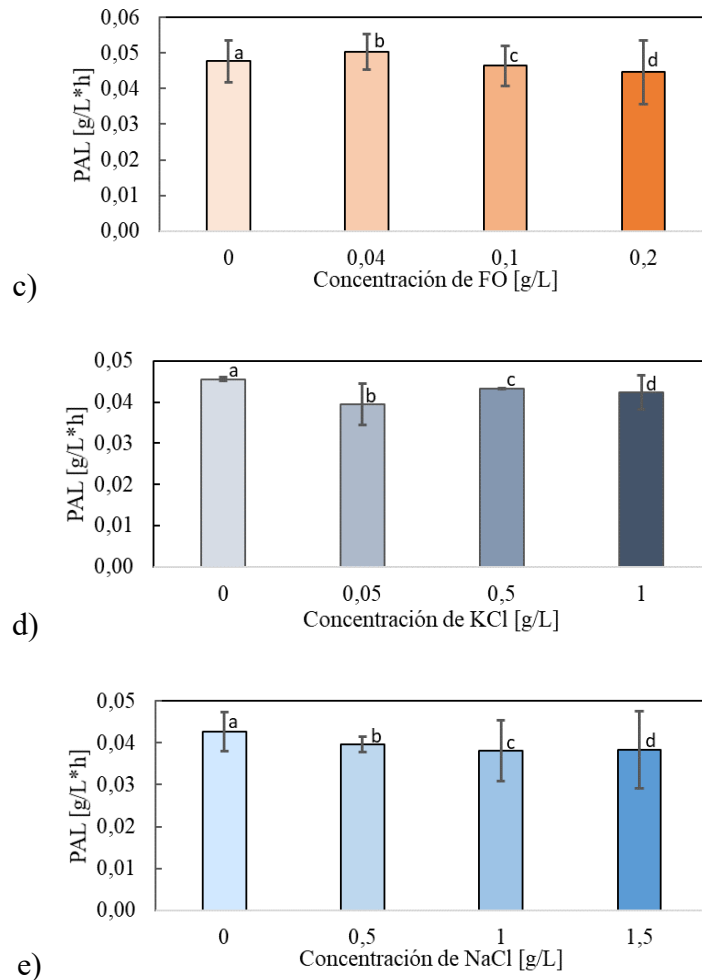 0,06
0,05
0,04
0,03
0,02
0,01
0,00
PAL [g/L*h]
a
b
c
d
0
0,04
0,1
0,2
Concentración de FO [g/L]
c)
0,05
0,04
0,03
0,02
0,01
0,00
PAL [g/L*h]
a
b
c
d
0
0,05
0,5
1
Concentración de KCl [g/L]
d)
0,05
0,04
0,03
0,02
0,01
0,00
PAL [g/L*h]
a
b
c
d
0
0,5
1
1,5
Concentración de NaCl [g/L]
e)